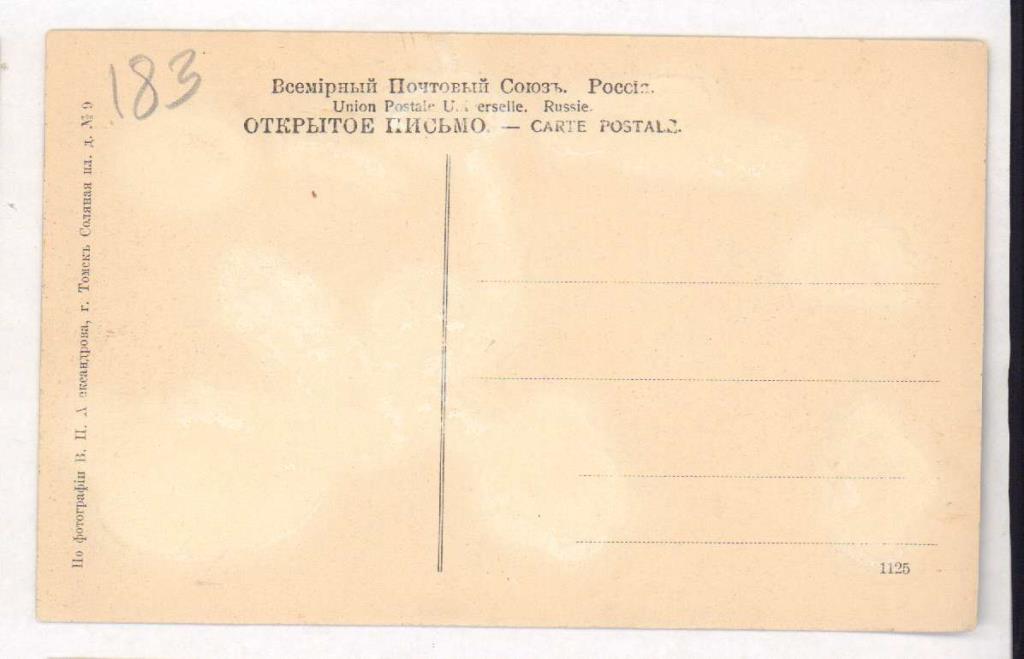 183
Всемірный Почтовый Союзъ. Россія.
Union Postale Universelle. Russie.
ОТКРЫТОЕ ПИСЬМО. — CARTE POSTALE.
По фотографіи В. П. Александрова, г. Томскъ Соляная пл. д. № 9
1125